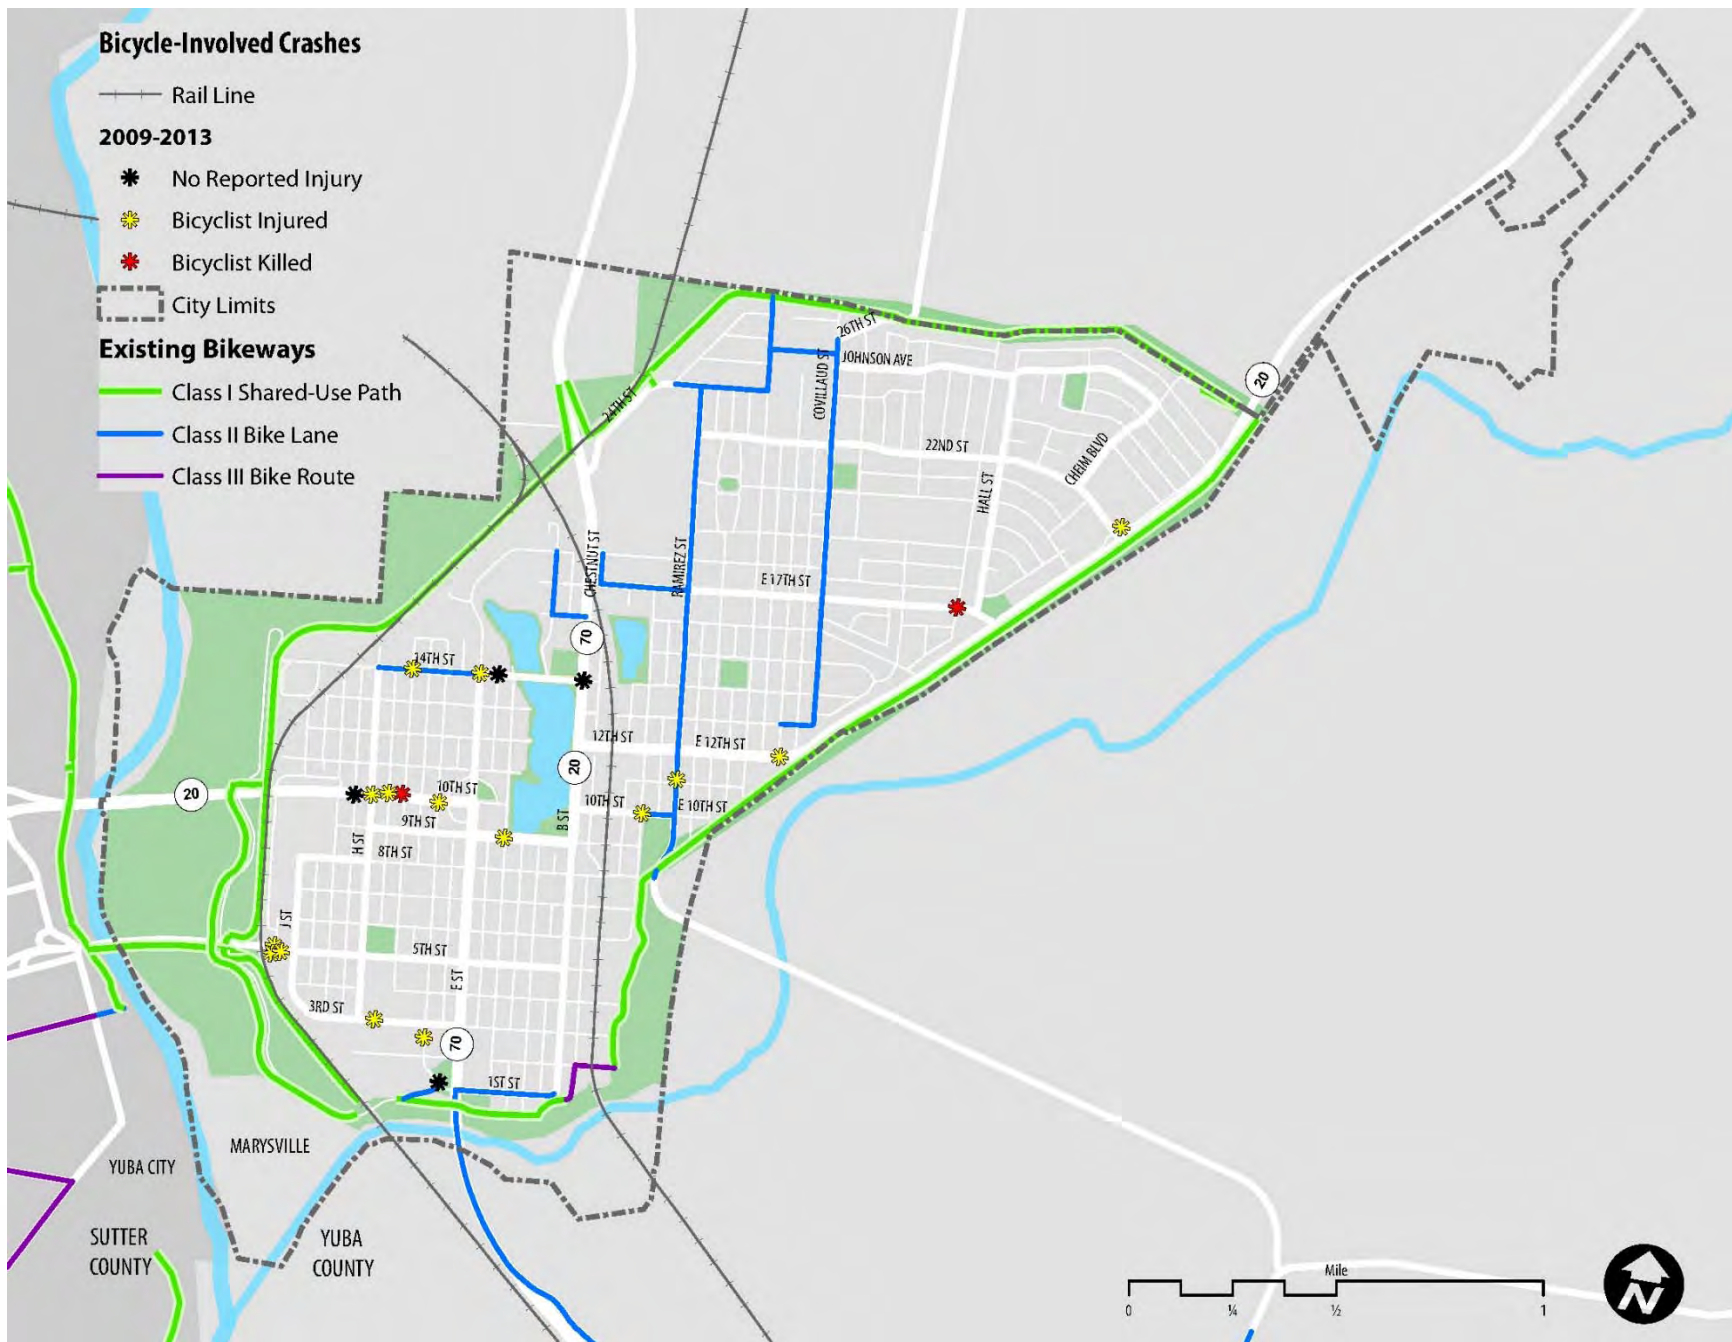 Bicycle-Involved Crashes
Rail Line
2009-2013
No Reported Injury
Bicyclist Injured
Bicyclist Killed
City Limits
Existing Bikeways
Class I Shared-Use Path
Class II Bike Lane
Class III Bike Route
26TH ST
JOHNSON AVE
COVILLAUD ST
20
24TH ST
22ND ST
CHEIM BLVD
HALL ST
CHESTNUT ST
RAMIREZ ST
E 17TH ST
70
14TH ST
12TH ST
E 12TH ST
20
20
10TH ST
10TH ST
E 10TH ST
9TH ST
B ST
H ST
8TH ST
J ST
5TH ST
E ST
3RD ST
70
1ST ST
MARYSVILLE
YUBA CITY
SUTTER
COUNTY
YUBA
COUNTY
Mile
0 ¼ ½ 1
N